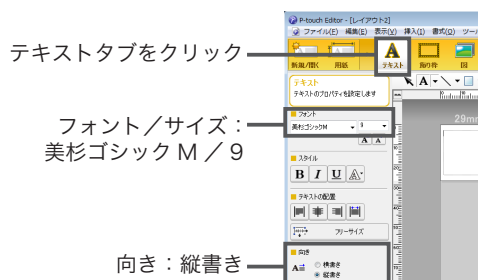 P-touch Editor - [レイアウト2]
ファイル(F) 編集(E) 表示(V) 挿入(I) 書式(O) ツー
テキストタブをクリック
新規/開く 用紙 テキスト 飾り枠 図
テキスト
テキストのプロパティを設定します
A
フォント
フォント／サイズ：
美杉ゴシックM 9
29mm
美杉ゴシック M ／ 9
A A
スタイル
B I U A
テキストの配置
フリーサイズ
向き
横書き
向き：縦書き
縦書き